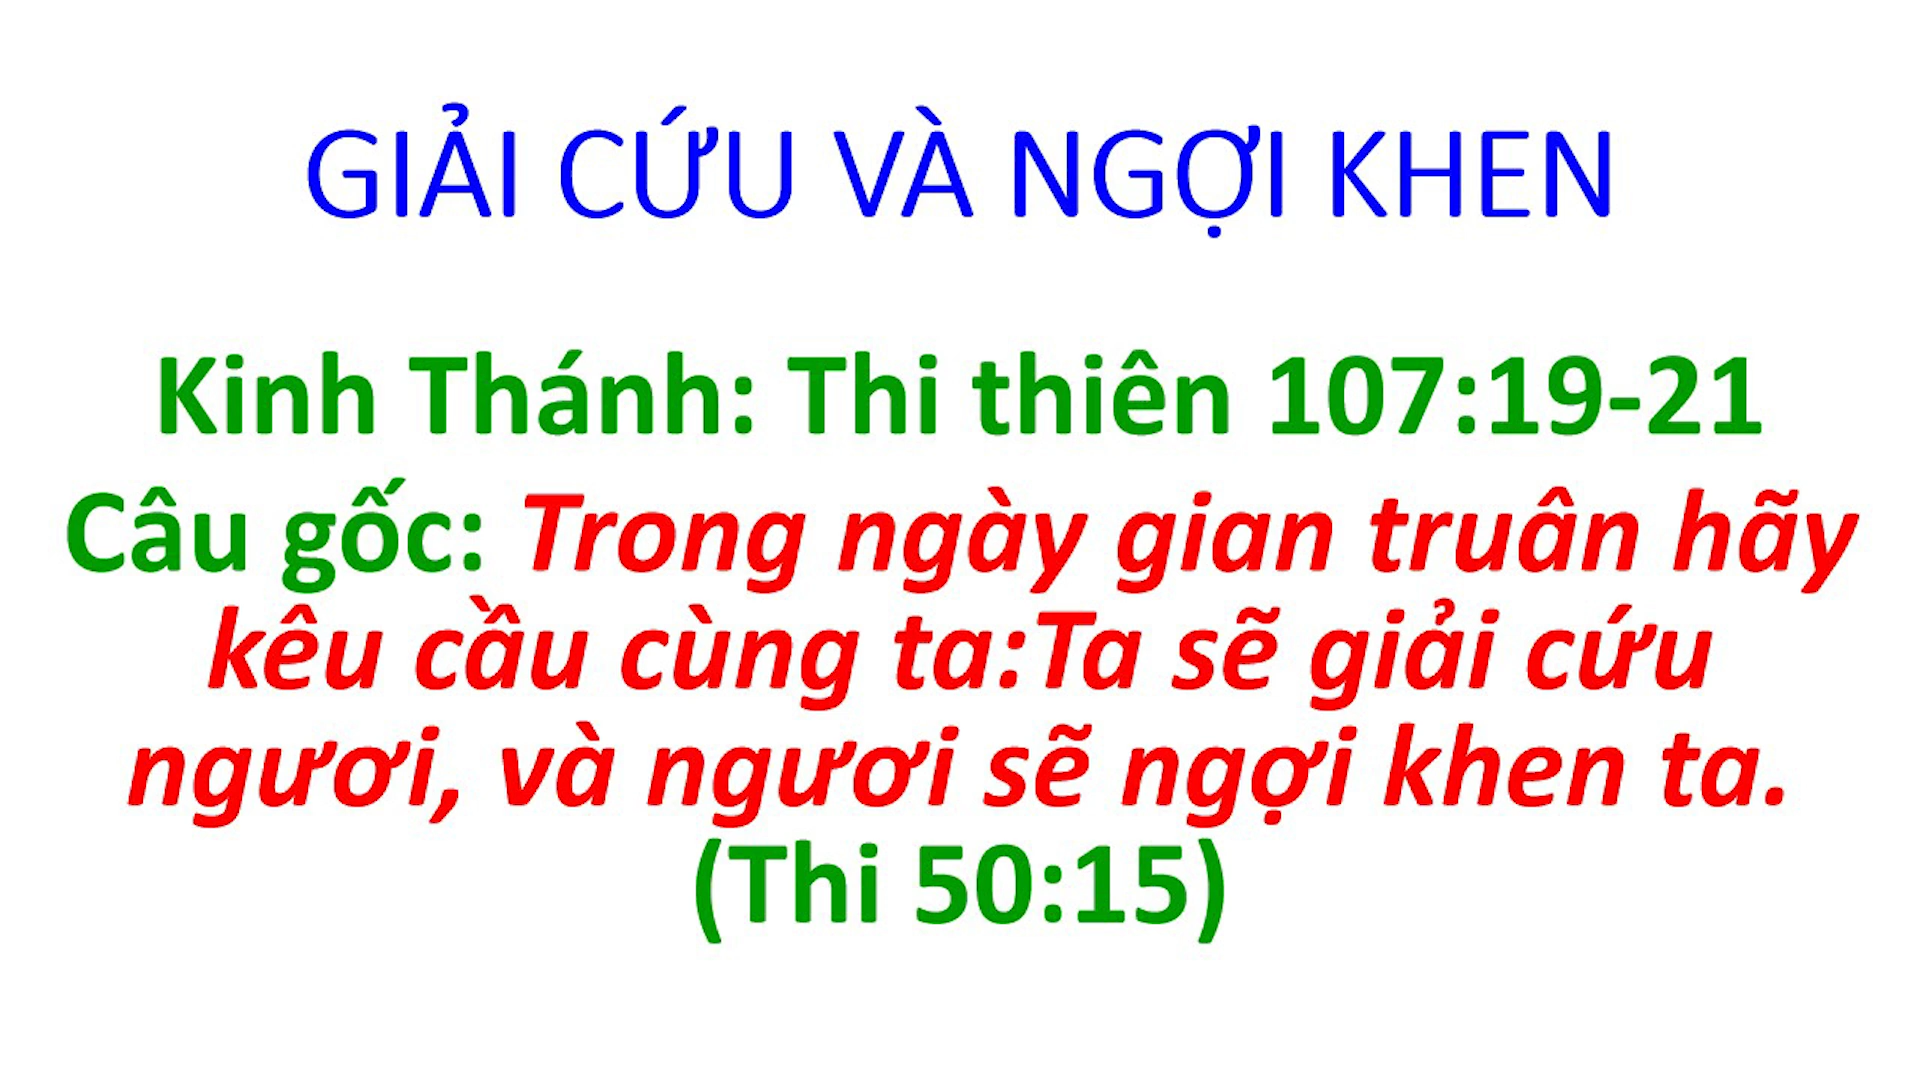 GIẢI CỨU VÀ NGỢI KHEN
Kinh Thánh: Thi thiên 107:19-21
Câu gốc: Trong ngày gian truân hãy
kêu cầu cùng ta:Ta sẽ giải cứu
ngươi, và ngươi sẽ ngợi khen ta.
(Thi 50:15)